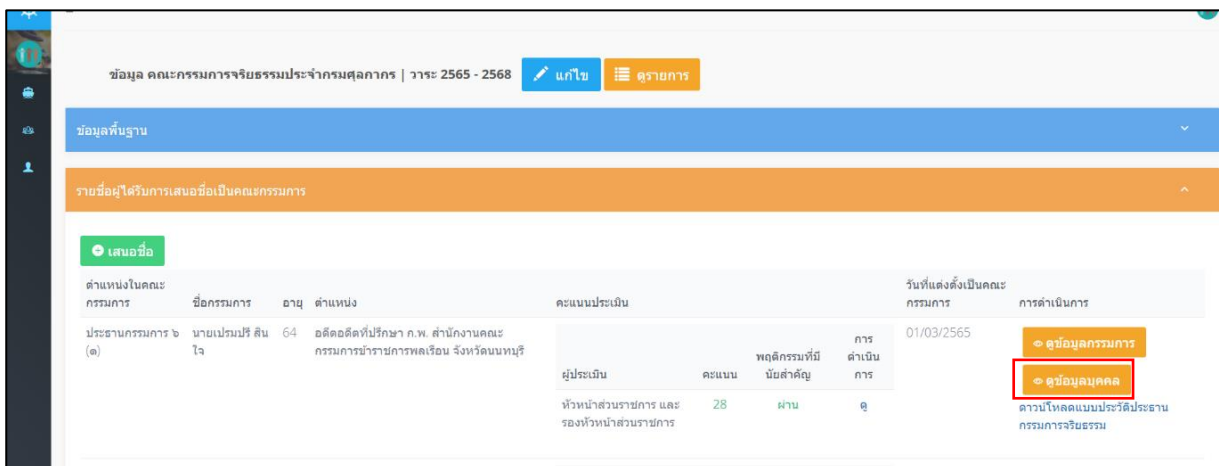 ข้อมูล คณะกรรมการจริยธรรมประจำกรมศุลกากร | วาระ 2565 - 2568
แก้ไข
ดูรายการ
ข้อมูลพื้นฐาน
รายชื่อผู้ได้รับการเสนอชื่อเป็นคณะกรรมการ
เสนอชื่อ
ตำแหน่งในคณะ
กรรมการ
ชื่อกรรมการ
อายุ
ตำแหน่ง
คะแนนประเมิน
วันที่แต่งตั้งเป็นคณะ
กรรมการ
การดำเนินการ
ประธานกรรมการ ๖
(๑)
นายเปรมปรี สิน
ใจ
64
อดีตอดีตที่ปรึกษา ก.พ. สำนักงานคณะ
กรรมการข้าราชการพลเรือน จังหวัดนนทบุรี
ผู้ประเมิน
คะแนน
พฤติกรรมที่มี
นัยสำคัญ
การ
ดำเนิน
การ
หัวหน้าส่วนราชการ และ
รองหัวหน้าส่วนราชการ
28
ผ่าน
ดู
01/03/2565
ดูข้อมูลกรรมการ
ดูข้อมูลบุคคล
ดาวน์โหลดแบบประวัติประธาน
กรรมการจริยธรรม